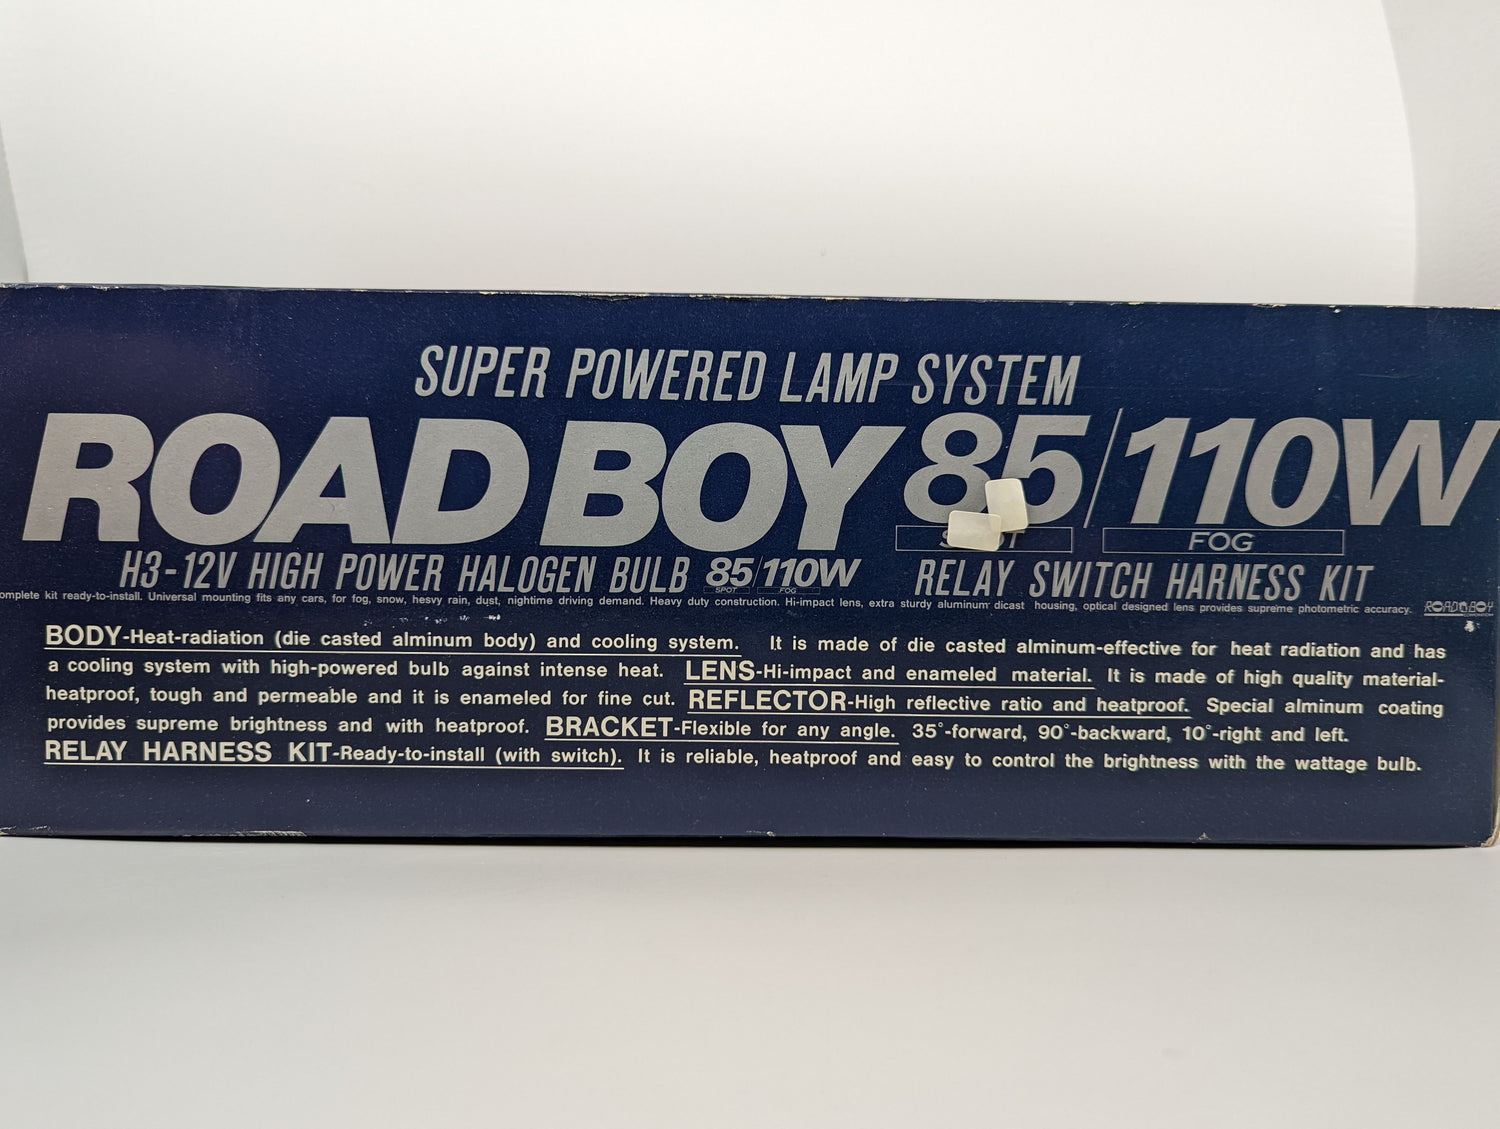 SUPER POWERED LAMP SYSTEM
ROAD BOY 85/110W
FOG
H3-12V HIGH POWER HALOGEN BULB 85/110W RELAY SWITCH HARNESS KIT
SPOT FOG
kit ready-to-install. Universal mounting fits any cars, for fog, snow, hesvy rain, dust, nightime driving demand. Heavy duty construction. Hi-impact lens, extra sturdy aluminum dicast housing, optical designed lens provides supreme photometric accuracy. ROAD BOY
BODY-Heat-radiation (die casted alminum body) and cooling system. It is made of die casted alminum-effective for heat radiation and has
a cooling system with high-powered bulb against intense heat. LENS-Hi-impact and enameled material. It is made of high quality material-
heatproof, tough and permeable and it is enameled for fine cut. REFLECTOR-High reflective ratio and heatproof. Special alminum coating
provides supreme brightness and with heatproof. BRACKET-Flexible for any angle. 35°-forward, 90°-backward, 10°-right and left.
RELAY HARNESS KIT-Ready-to-install (with switch). It is reliable, heatproof and easy to control the brightness with the wattage bulb.